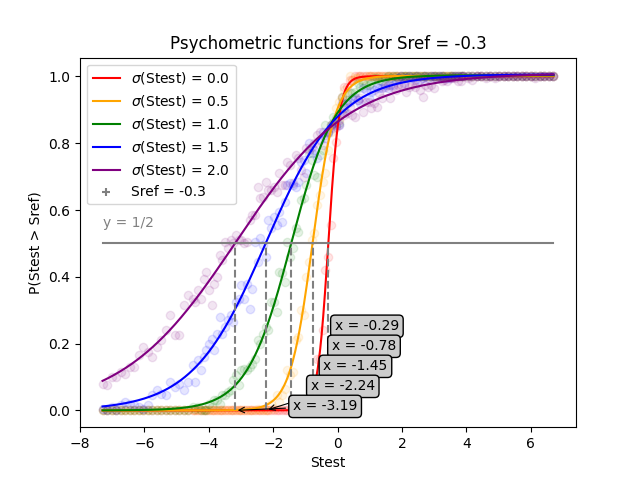 Psychometric functions for Sref = -0.3
P(Stest > Sref)
1.0
0.8
0.6
0.4
0.2
0.0
σ(Stest) = 0.0
σ(Stest) = 0.5
σ(Stest) = 1.0
σ(Stest) = 1.5
σ(Stest) = 2.0
Sref = -0.3
y = 1/2
x = -0.29
x = -0.78
x = -1.45
x = -2.24
x = -3.19
−8 −6 −4 −2 0 2 4 6
Stest